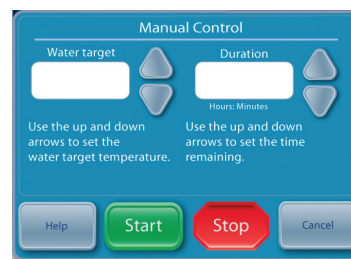 Manual Control
Water target
Duration
Hours: Minutes
Use the up and down
arrows to set the
water target temperature.
Use the up and down
arrows to set the time
remaining.
Help
Start
Stop
Cancel